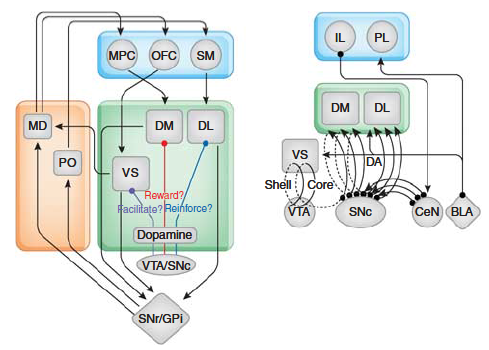 MPC OFC SM
MD
PO
DM DL
VS
Reward?
Facilitate? Reinforce?
Dopamine
VTA/SNc
SNr/GPi
IL PL
DM DL
VS
DA
Shell Core
VTA SNc CeN BLA